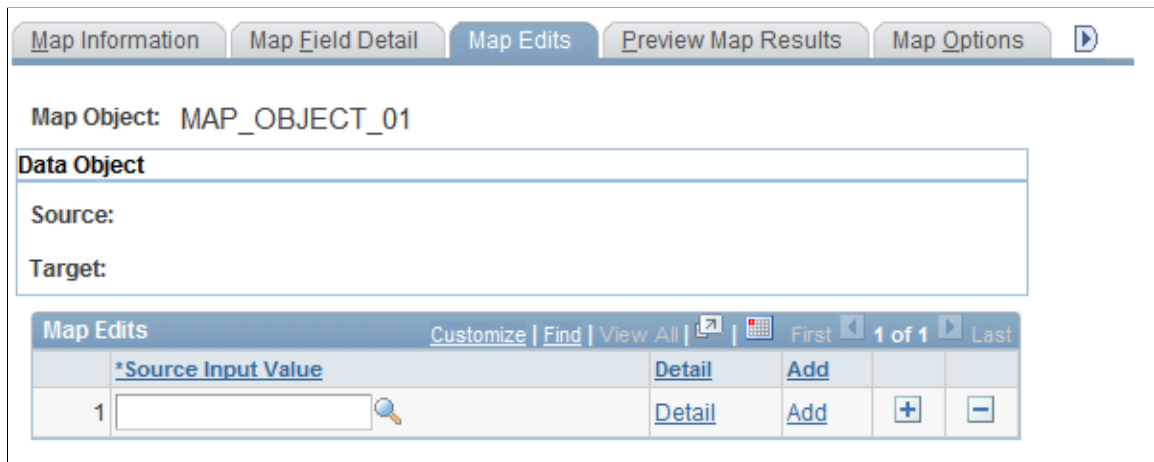 Map Information Map Field Detail Map Edits Preview Map Results Map Options
Map Object: MAP_OBJECT_01
Data Object
Source:
Target:
Map Edits Customize | Find | View All | | First 1 of 1 Last
*Source Input Value Detail Add
1 Detail Add